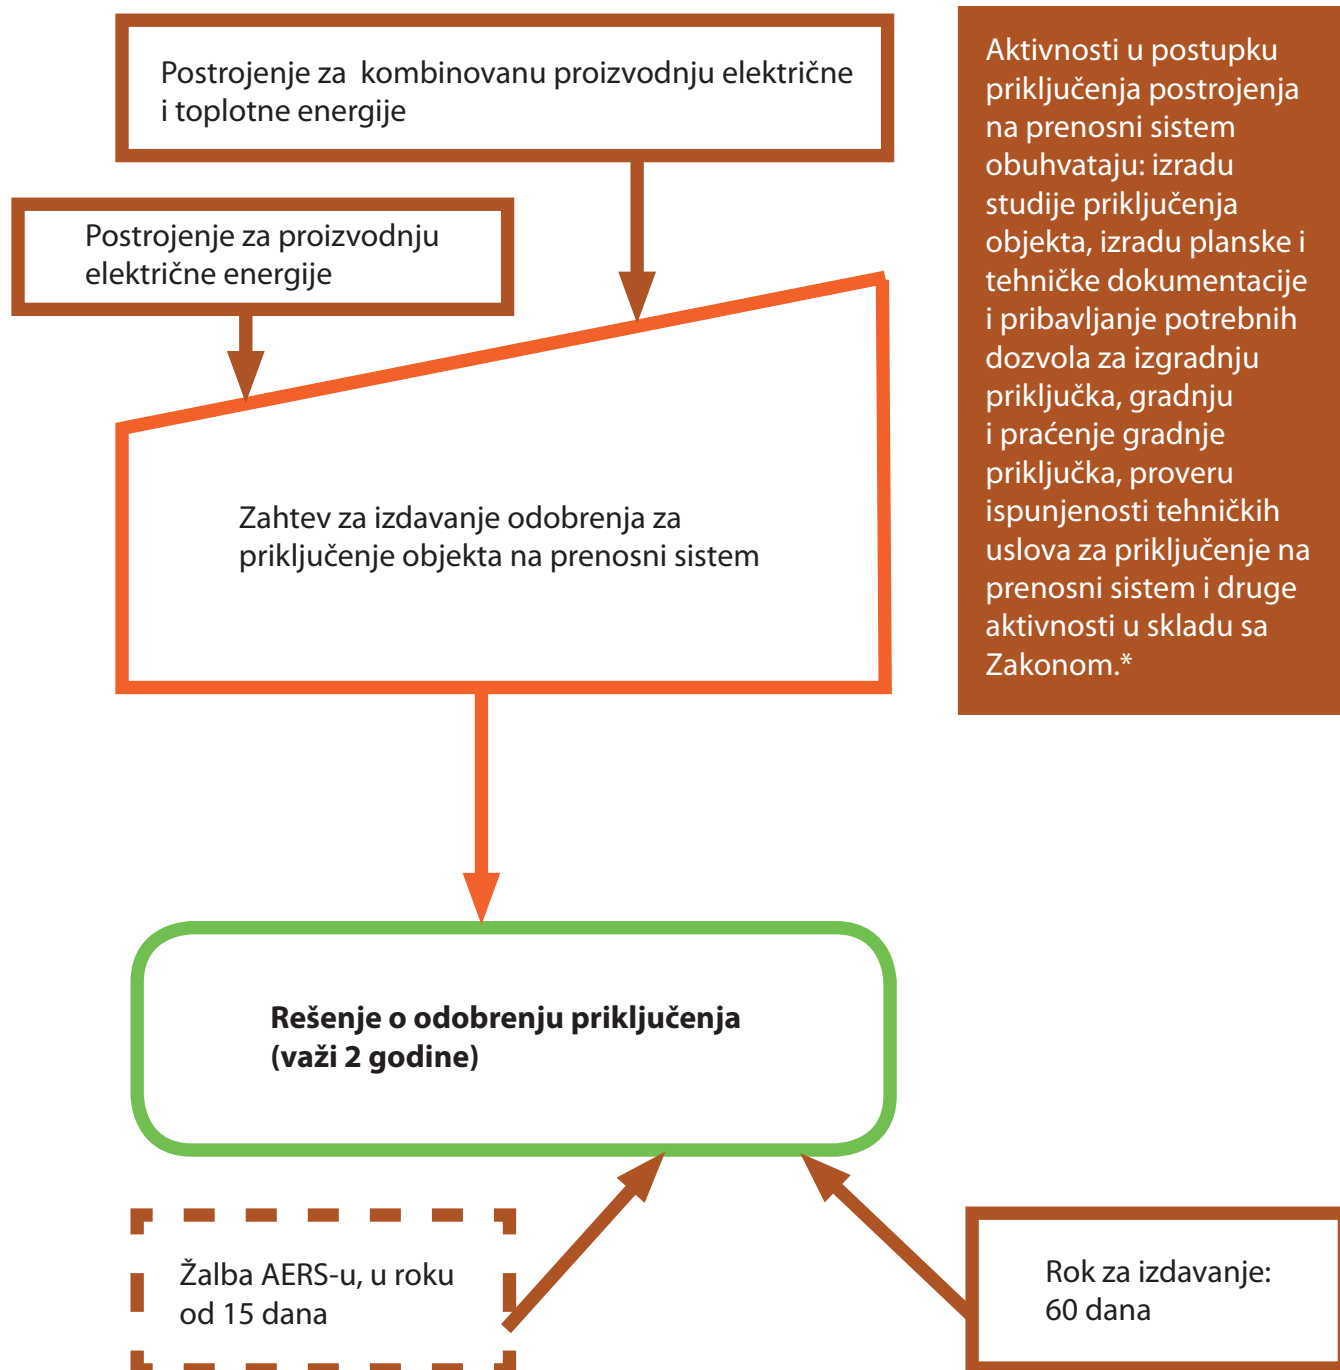 Postrojenje za kombinovanu proizvodnju električne
i toplotne energije
Postrojenje za proizvodnju
električne energije
Zahtev za izdavanje odobrenja za
priključenje objekta na prenosni sistem
Aktivnosti u postupku
priključenja postrojenja
na prenosni sistem
obuhvataju: izradu
studije priključenja
objekta, izradu planske i
tehničke dokumentacije
i pribavljanje potrebnih
dozvola za izgradnju
priključka, gradnju
i praćenje gradnje
priključka, proveru
ispunjenosti tehničkih
uslova za priključenje na
prenosni sistem i druge
aktivnosti u skladu sa
Zakonom.*
Rešenje o odobrenju priključenja
(važi 2 godine)
Žalba AERS-u, u roku
od 15 dana
Rok za izdavanje:
60 dana